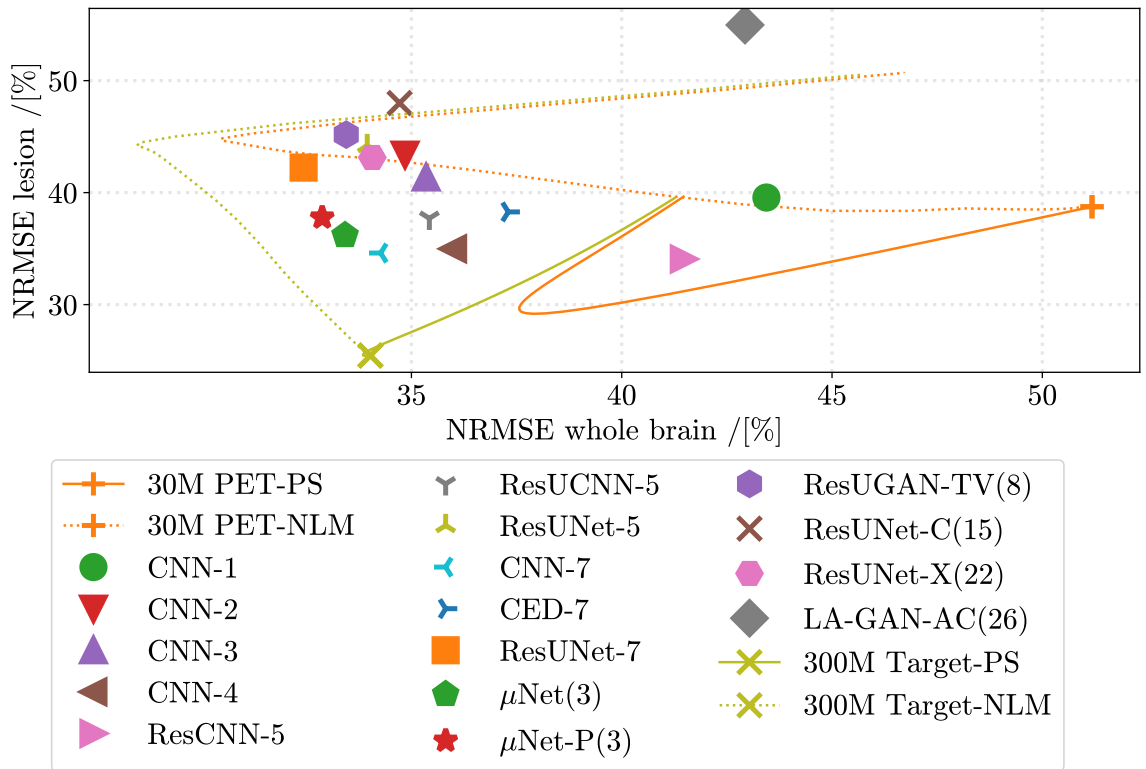 50
40
30
NRMSE lesion /[%]
35
40
45
50
NRMSE whole brain /[%]
30M PET-PS
30M PET-NLM
CNN-1
CNN-2
CNN-3
CNN-4
ResCNN-5
ResUCNN-5
ResUNet-5
CNN-7
CED-7
ResUNet-7
μNet(3)
μNet-P(3)
ResUGAN-TV(8)
ResUNet-C(15)
ResUNet-X(22)
LA-GAN-AC(26)
300M Target-PS
300M Target-NLM